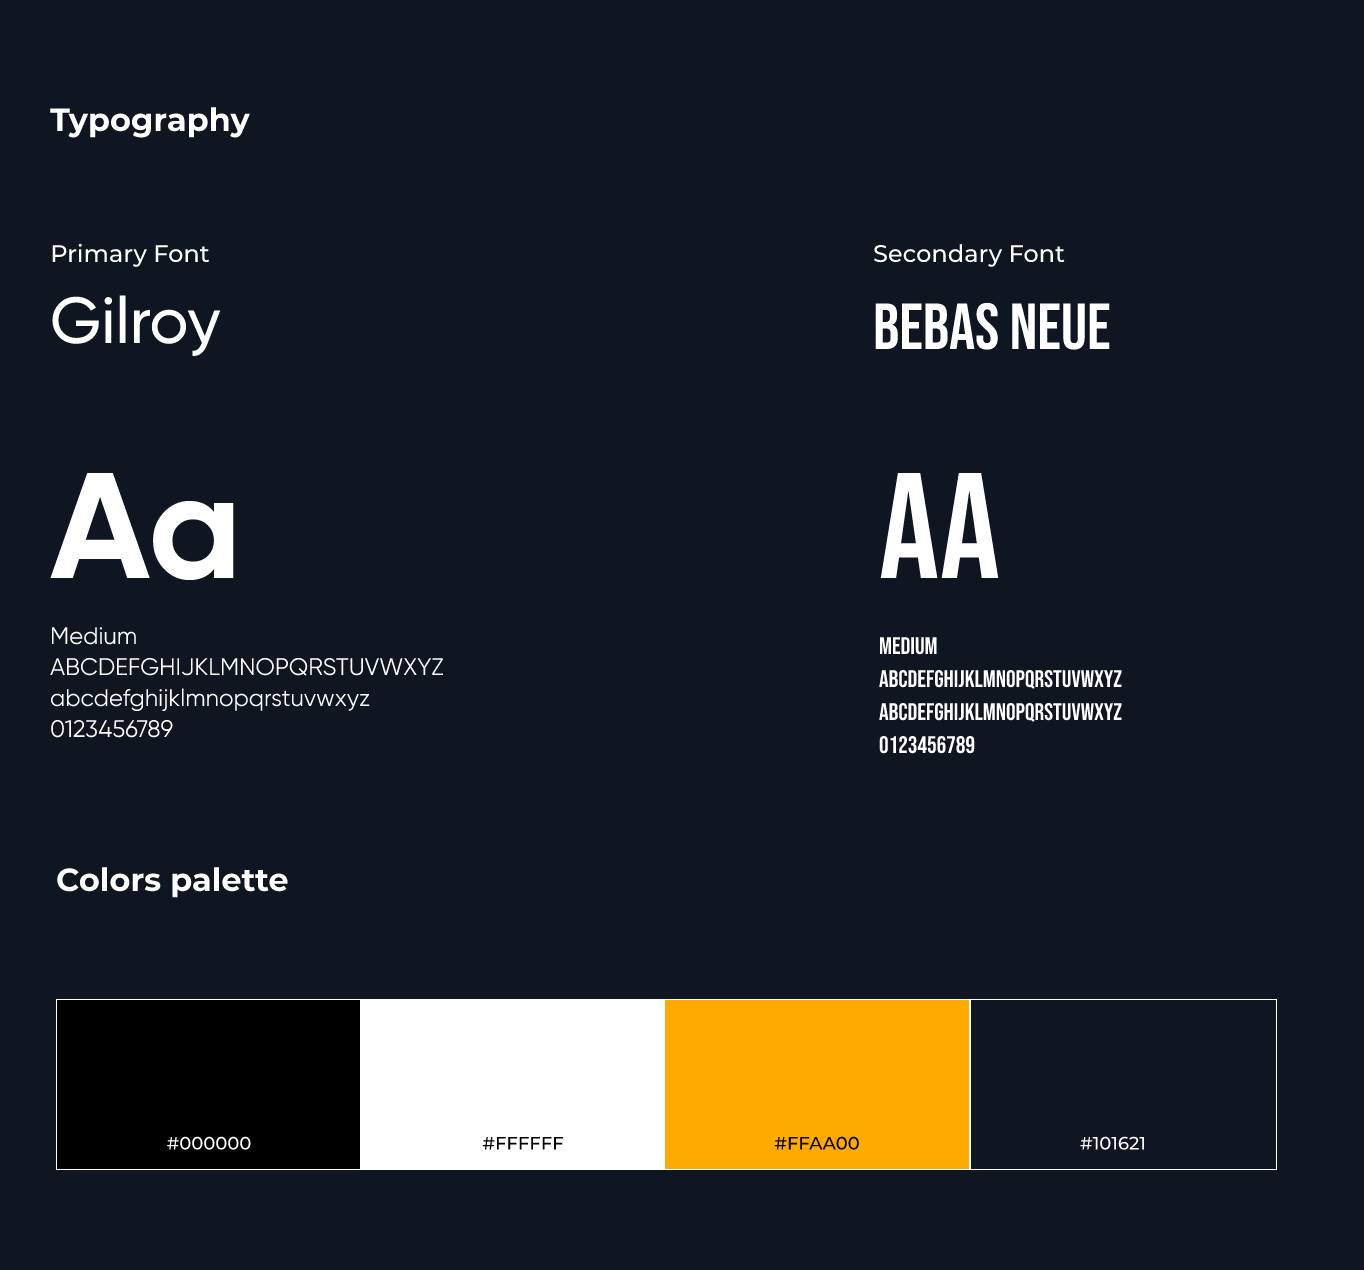 Typography
Primary Font
Gilroy
Aa
Medium
ABCDEFGHIJKLMNOPQRSTUVWXYZ
abcdefghijklmnopqrstuvwxyz
0123456789
Secondary Font
BEBAS NEUE
AA
MEDIUM
ABCDEFGHIJKLMNOPQRSTUVWXYZ
ABCDEFGHIJKLMNOPQRSTUVWXYZ
0123456789
Colors palette
#000000
#FFFFFF
#FFAA00
#101621